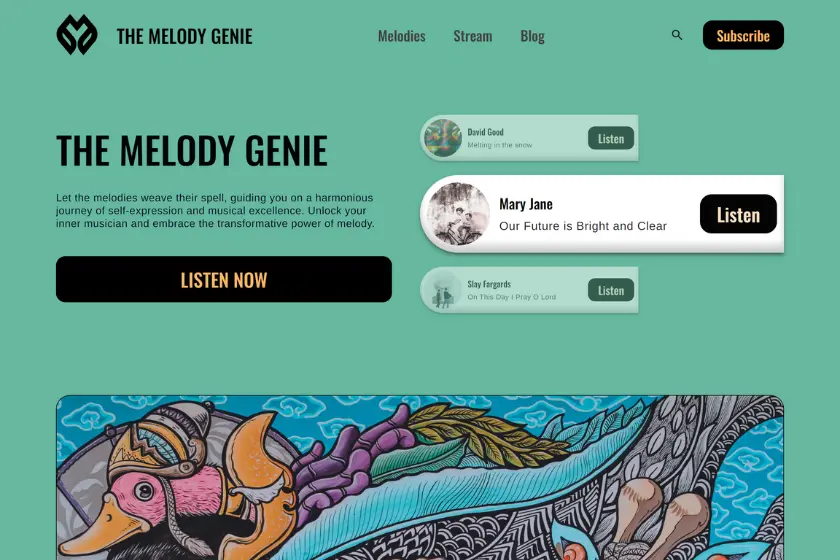 THE MELODY GENIE
Melodies
Stream
Blog
Subscribe
THE MELODY GENIE
Let the melodies weave their spell, guiding you on a harmonious
journey of self-expression and musical excellence. Unlock your
inner musician and embrace the transformative power of melody.
LISTEN NOW
David Good
Melting in the snow
Listen
Mary Jane
Our Future is Bright and Clear
Listen
Slay Fargards
On This Day I Pray O Lord
Listen